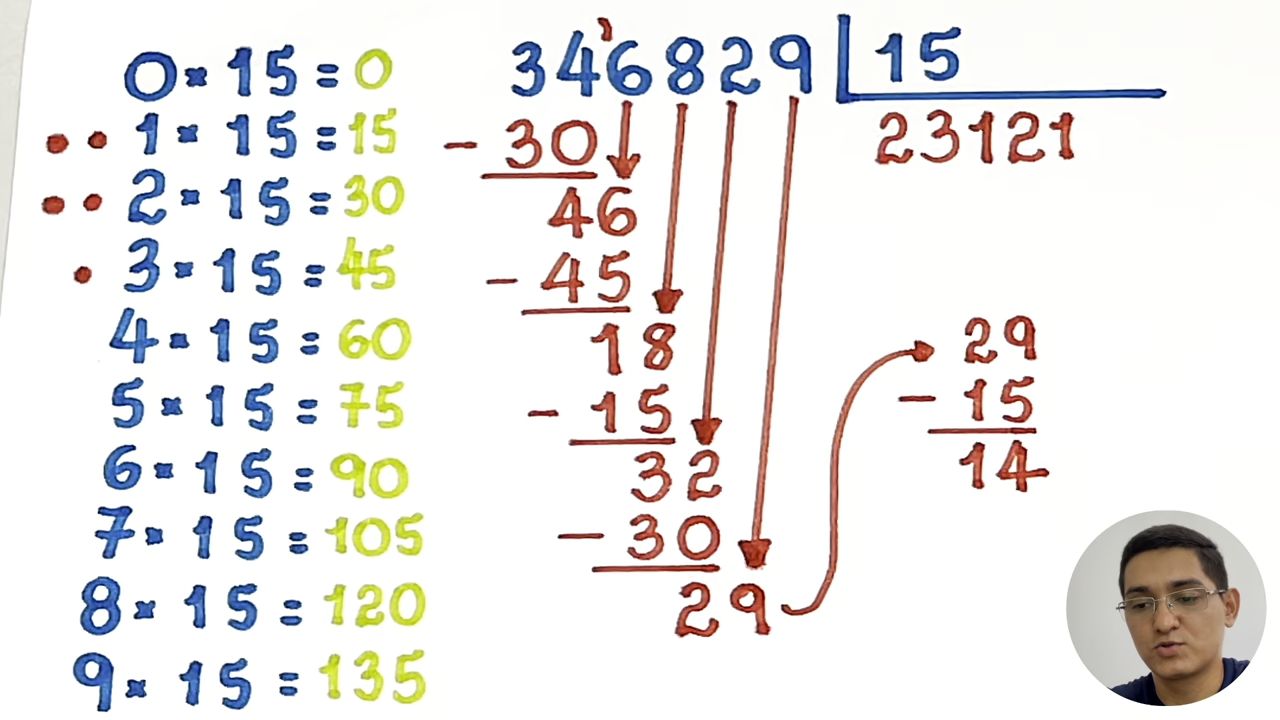 0 × 15 = 0
1 × 15 = 15
2 × 15 = 30
3 × 15 = 45
4 × 15 = 60
5 × 15 = 75
6 × 15 = 90
7 × 15 = 105
8 × 15 = 120
9 × 15 = 135
34'6829 15
23121
- 30
46
- 45
18
- 15
32
- 30
29
29
- 15
14